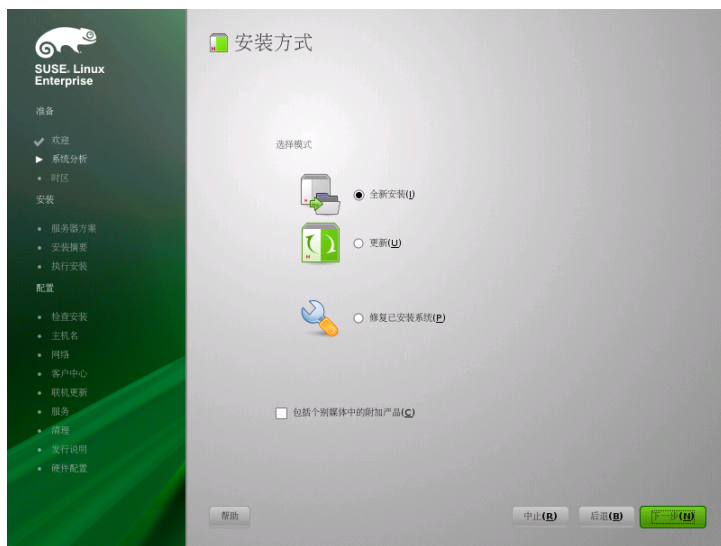 SUSE. Linux
Enterprise
准备
欢迎
系统分析
时区
安装
服务器方案
安装摘要
执行安装
配置
检查安装
主机名
网络
客户中心
联机更新
服务
清理
发行说明
硬件配置
安装方式
选择模式
全新安装(I)
更新(U)
修复已安装系统(P)
包括个别媒体中的附加产品(C)
帮助
中止(R)
后退(B)
下一步(N)